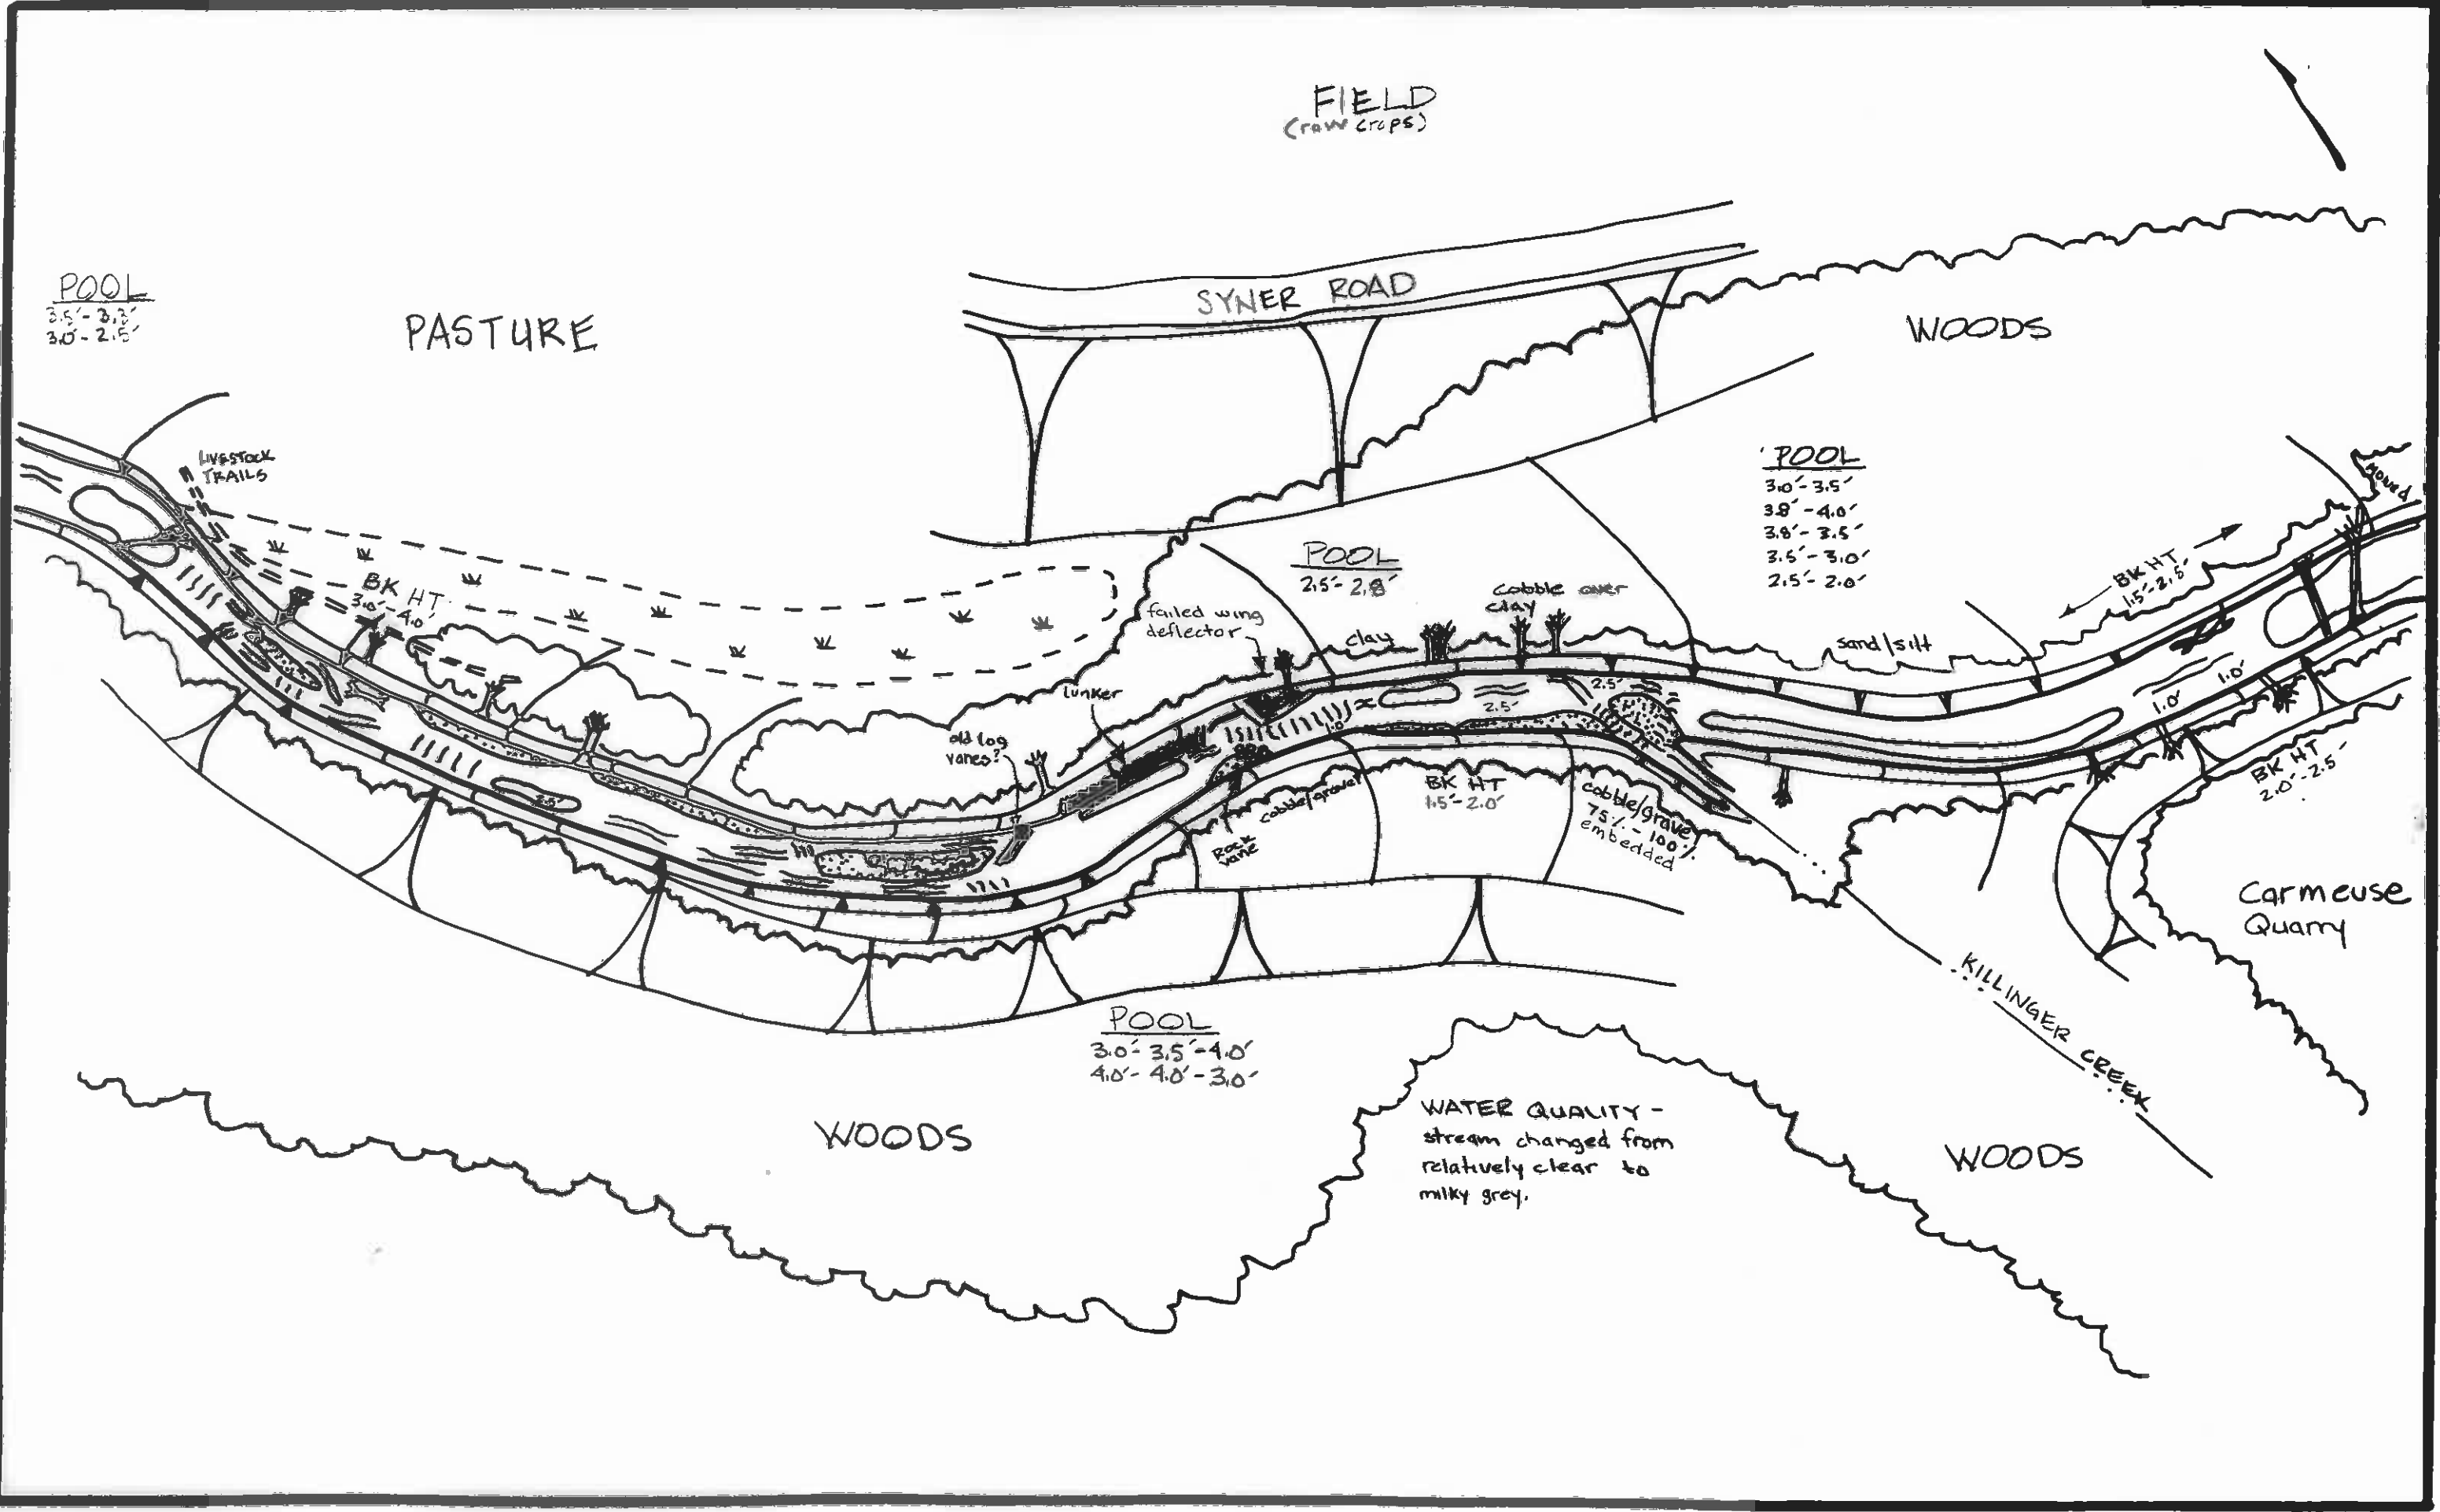 FIELD
(row crops)
SYNER ROAD
POOL
3.5'- 3.3'
3.0'- 2.5'
PASTURE
WOODS
LIVESTOCK
TRAILS
POOL
3.0'-3.5'
3.8'-4.0'
3.8'-3.5'
3.5'-3.0'
2.5'-2.0'
mowed
BK HT
1.5'-2.5'
POOL
2.5'- 2.8'
BK HT
3.0'-4.0'
failed wing
deflector
cobble over
clay
clay
sand/silt
lunker
old log
vanes?
2.5'
2.5'
1.0'
1.0'
1.0'
2.5'
cobble/gravel
Rock
vane
BK HT
1.5'-2.0'
cobble/gravel
75%-100%
embedded
BK HT
2.0'-2.5'
Carmeuse
Quarry
KILLINGER CREEK
POOL
3.0'- 3.5'-4.0'
4.0'- 4.0'-3.0'
WOODS
WATER QUALITY -
stream changed from
relatively clear to
milky grey.
WOODS